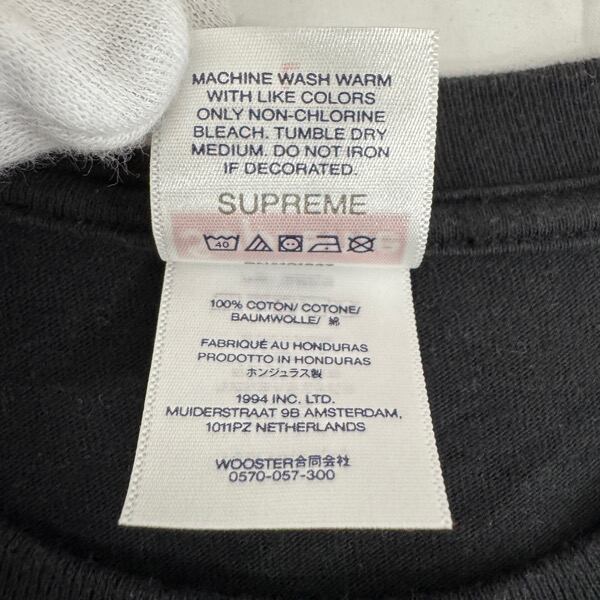 MACHINE WASH WARM
WITH LIKE COLORS
ONLY NON-CHLORINE
BLEACH. TUMBLE DRY
MEDIUM. DO NOT IRON
IF DECORATED.
SUPREME
40
100% COTON/ COTONE/
BAUMWOLLE/ 綿
FABRIQUÉ AU HONDURAS
PRODOTTO IN HONDURAS
ホンジュラス製
1994 INC. LTD.
MUIDERSTRAAT 9B AMSTERDAM,
1011PZ NETHERLANDS
WOOSTER合同会社
0570-057-300